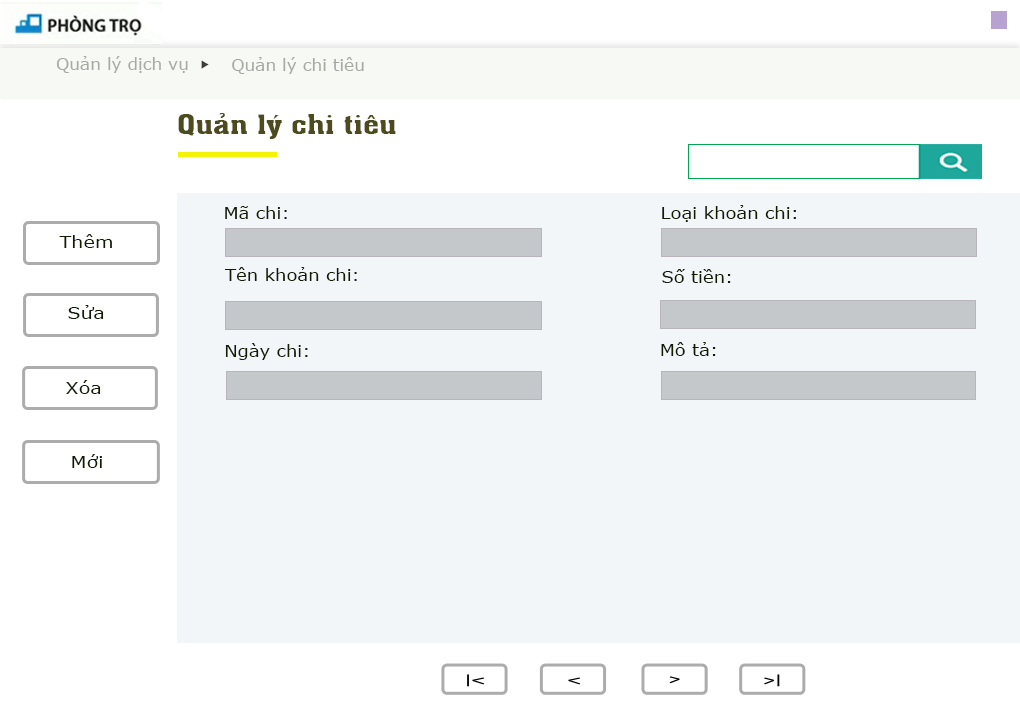 PHÒNG TRỌ
Quản lý dịch vụ ▶ Quản lý chi tiêu
Quản lý chi tiêu
Mã chi:
Loại khoản chi:
Tên khoản chi:
Số tiền:
Ngày chi:
Mô tả:
Thêm
Sửa
Xóa
Mới
I<
<
>
>I